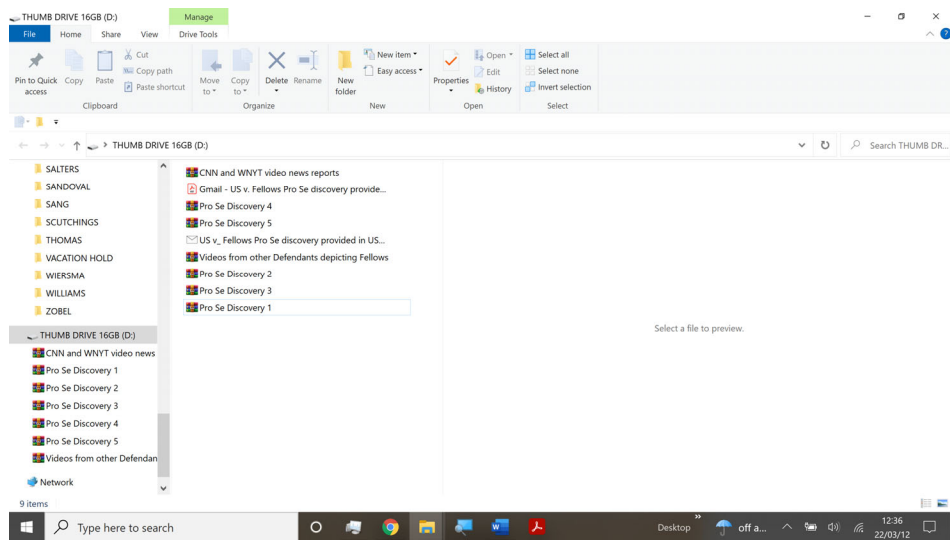 THUMB DRIVE 16GB (D:)
Manage
File Home Share View Drive Tools
Pin to Quick access
Copy
Paste
Cut
Copy path
Paste shortcut
Clipboard
Move to
Copy to
Delete
Rename
Organize
New folder
New item
Easy access
New
Properties
Open
Edit
History
Open
Select all
Select none
Invert selection
Select
THUMB DRIVE 16GB (D:)
Search THUMB DR...
SALTERS
SANDOVAL
SANG
SCUTCHINGS
THOMAS
VACATION HOLD
WIERSMA
WILLIAMS
ZOBEL
THUMB DRIVE 16GB (D:)
CNN and WNYT video news
Pro Se Discovery 1
Pro Se Discovery 2
Pro Se Discovery 3
Pro Se Discovery 4
Pro Se Discovery 5
Videos from other Defendan
Network
CNN and WNYT video news reports
Gmail - US v. Fellows Pro Se discovery provide...
Pro Se Discovery 4
Pro Se Discovery 5
US v_ Fellows Pro Se discovery provided in US...
Videos from other Defendants depicting Fellows
Pro Se Discovery 2
Pro Se Discovery 3
Pro Se Discovery 1
Select a file to preview.
9 items
Type here to search
Desktop
off a...
12:36
22/03/12